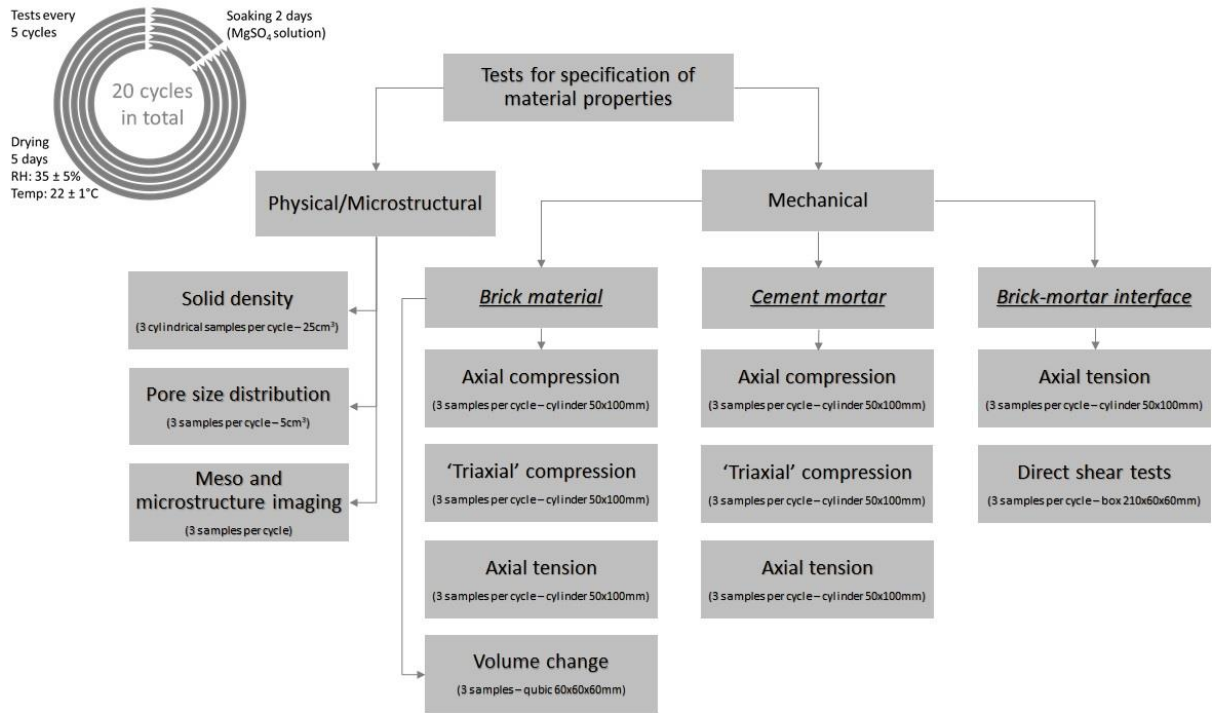 Tests every
5 cycles
Soaking 2 days
(MgSO₄ solution)
20 cycles
in total
Drying
5 days
RH: 35 ± 5%
Temp: 22 ± 1°C
Tests for specification of
material properties
Physical/Microstructural
Mechanical
Solid density
(3 cylindrical samples per cycle – 25cm³)
Pore size distribution
(3 samples per cycle – 5cm³)
Meso and
microstructure imaging
(3 samples per cycle)
Brick material
Axial compression
(3 samples per cycle – cylinder 50x100mm)
‘Triaxial’ compression
(3 samples per cycle – cylinder 50x100mm)
Axial tension
(3 samples per cycle – cylinder 50x100mm)
Volume change
(3 samples – qubic 60x60x60mm)
Cement mortar
Axial compression
(3 samples per cycle – cylinder 50x100mm)
‘Triaxial’ compression
(3 samples per cycle – cylinder 50x100mm)
Axial tension
(3 samples per cycle – cylinder 50x100mm)
Brick-mortar interface
Axial tension
(3 samples per cycle – cylinder 50x100mm)
Direct shear tests
(3 samples per cycle – box 210x60x60mm)